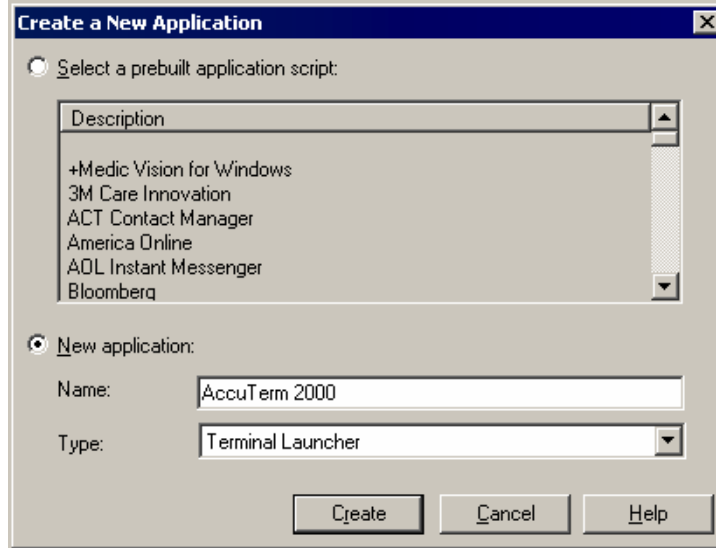 Create a New Application
Select a prebuilt application script:
Description
+Medic Vision for Windows
3M Care Innovation
ACT Contact Manager
America Online
AOL Instant Messenger
Bloomberg
New application:
Name: AccuTerm 2000
Type: Terminal Launcher
Create Cancel Help